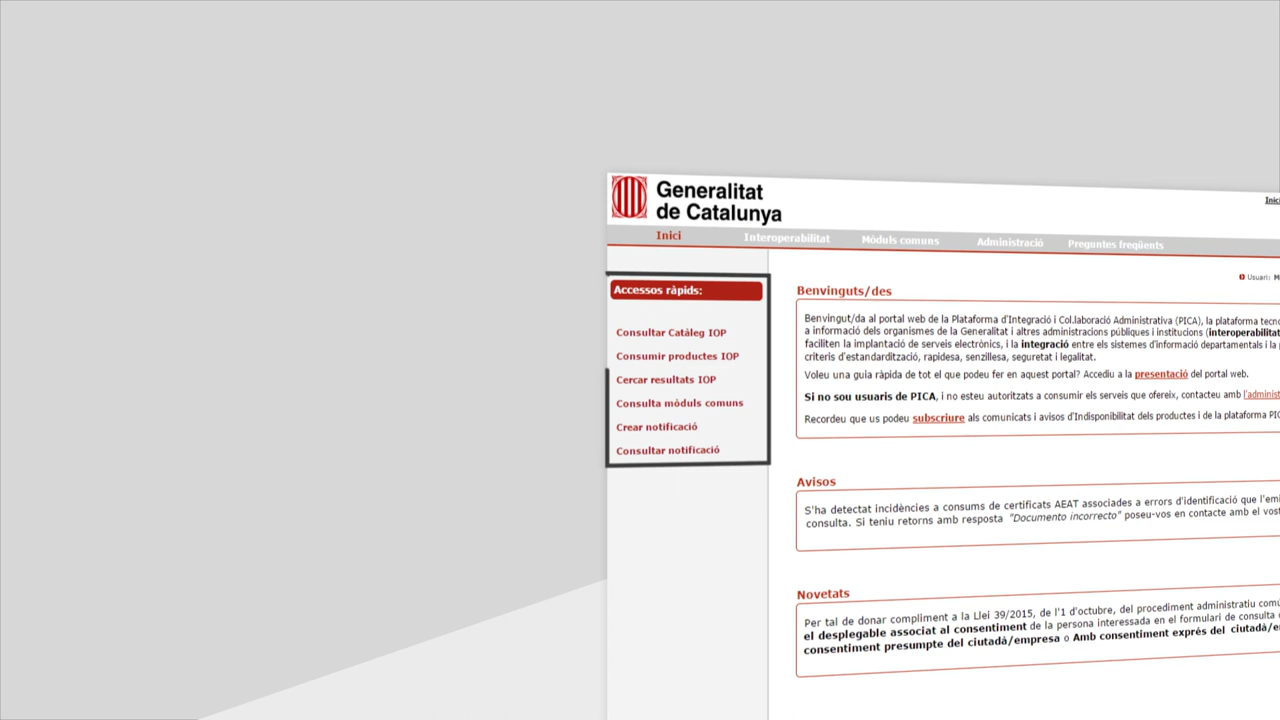 Generalitat
de Catalunya
Inici
Inici Interoperabilitat Mòduls comuns Administració Preguntes freqüents
Usuari:
Accessos ràpids:
Consultar Catàleg IOP
Consumir productes IOP
Cercar resultats IOP
Consulta mòduls comuns
Crear notificació
Consultar notificació
Benvinguts/des
Benvingut/da al portal web de la Plataforma d'Integració i Col.laboració Administrativa (PICA), la plataforma
a informació dels organismes de la Generalitat i altres administracions públiques i institucions (interoperabilitat
faciliten la implantació de serveis electrònics, i la integració entre els sistemes d'informació departamentals i la
criteris d'estandardització, rapidesa, senzillesa, seguretat i legalitat.
Voleu una guia ràpida de tot el que podeu fer en aquest portal? Accediu a la presentació del portal web.
Si no sou usuaris de PICA, i no esteu autoritzats a consumir els serveis que ofereix, contacteu amb
Recordeu que us podeu subscriure als comunicats i avisos d'Indisponibilitat dels productes i de la plataforma
Avisos
S'ha detectat incidències a consums de certificats AEAT associades a errors d'identificació que
consulta. Si teniu retorns amb resposta "Documento incorrecto" poseu-vos en contacte amb el
Novetats
Per tal de donar compliment a la Llei 39/2015, de l'1 d'octubre, del procediment administratiu
el desplegable associat al consentiment de la persona interessada en el formulari de consulta
consentiment presumpte del ciutadà/empresa o Amb consentiment exprés del